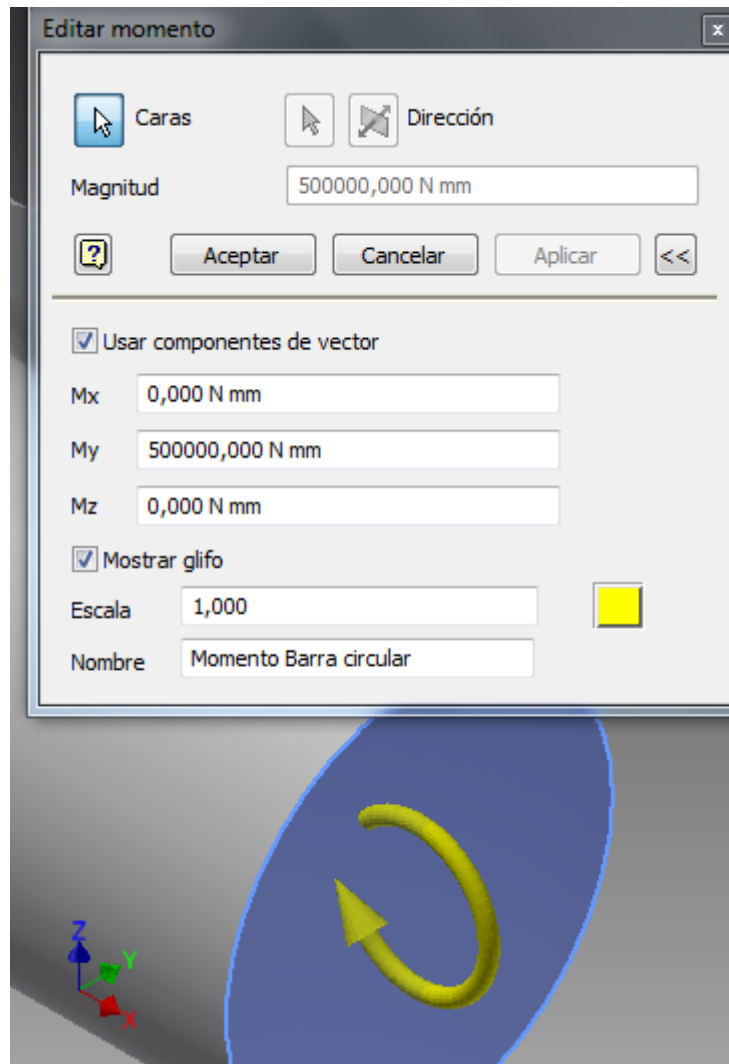 Editar momento
Caras
Dirección
Magnitud 500000,000 N mm
Aceptar Cancelar Aplicar <<
Usar componentes de vector
Mx 0,000 N mm
My 500000,000 N mm
Mz 0,000 N mm
Mostrar glifo
Escala 1,000
Nombre Momento Barra circular
Z
Y
X